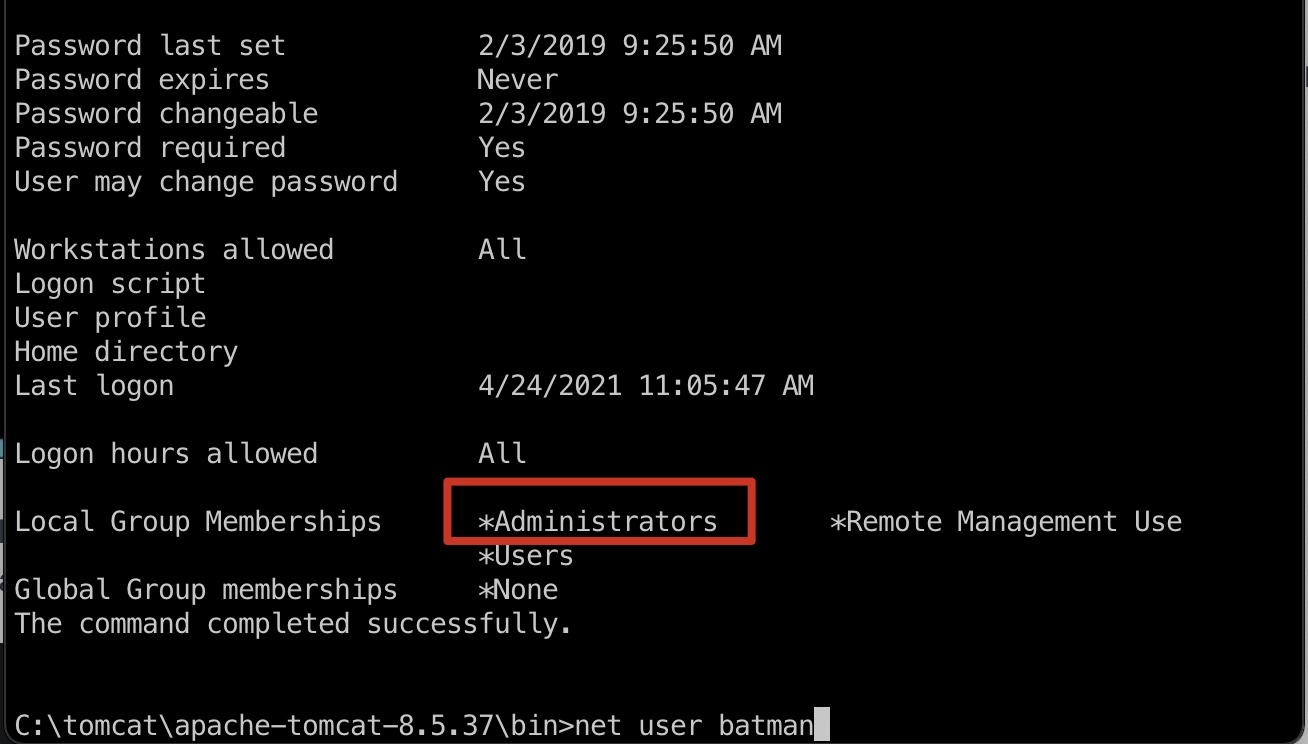 Password last set 2/3/2019 9:25:50 AM
Password expires Never
Password changeable 2/3/2019 9:25:50 AM
Password required Yes
User may change password Yes
Workstations allowed All
Logon script
User profile
Home directory
Last logon 4/24/2021 11:05:47 AM
Logon hours allowed All
Local Group Memberships *Administrators *Remote Management Use
*Users
Global Group memberships *None
The command completed successfully.
C:\tomcat\apache-tomcat-8.5.37\bin>net user batman